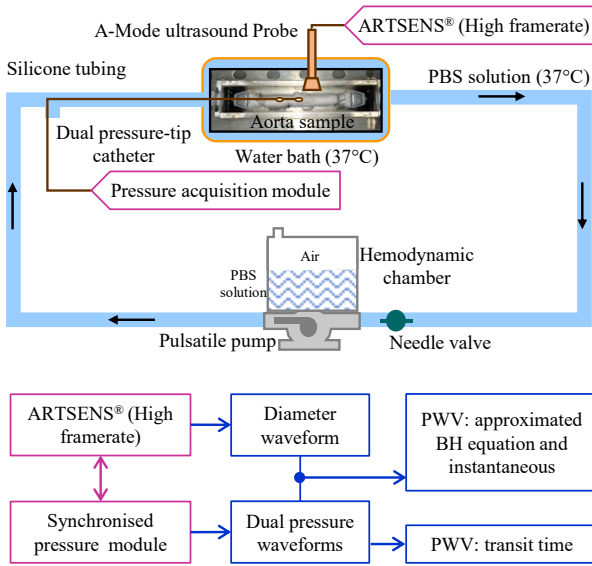 A-Mode ultrasound Probe
ARTSENS® (High framerate)
Silicone tubing
PBS solution (37°C)
Aorta sample
Dual pressure-tip
catheter
Water bath (37°C)
Pressure acquisition module
Air
Hemodynamic
chamber
PBS
solution
Pulsatile pump
Needle valve
ARTSENS® (High
framerate)
Diameter
waveform
PWV: approximated
BH equation and
instantaneous
Synchronised
pressure module
Dual pressure
waveforms
PWV: transit time